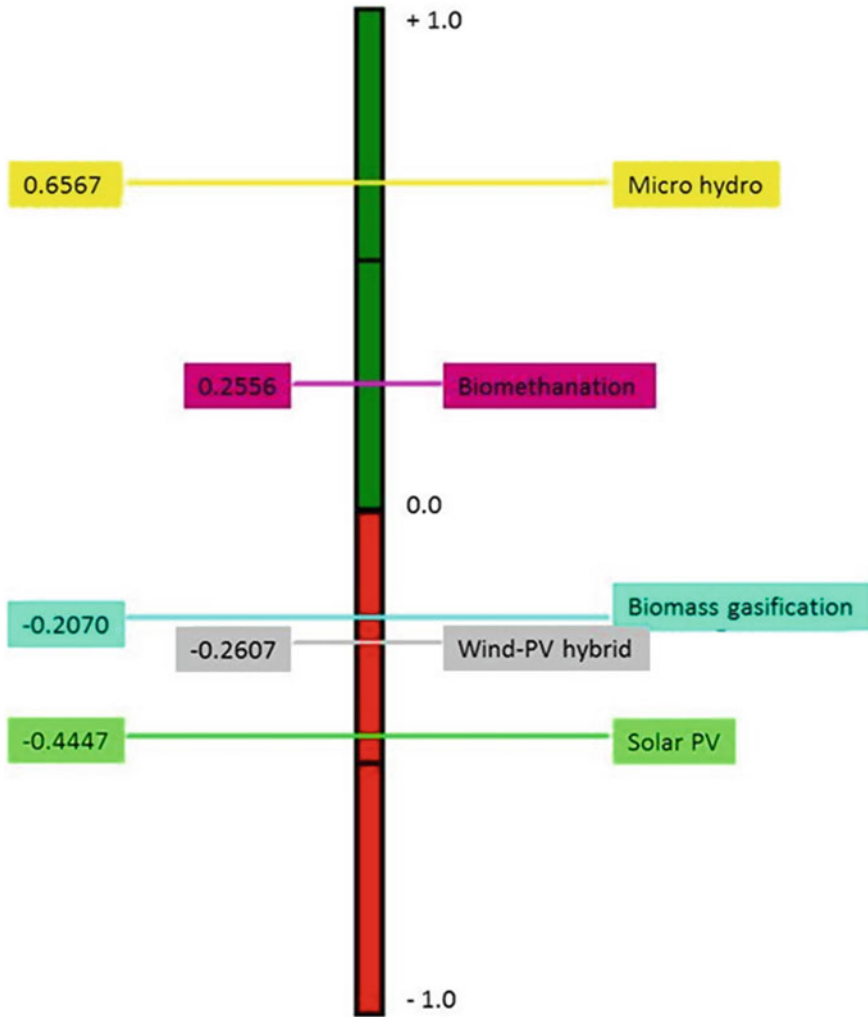 + 1.0
0.6567
Micro hydro
0.2556
Biomethanation
0.0
-0.2070
Biomass gasification
-0.2607
Wind-PV hybrid
-0.4447
Solar PV
- 1.0